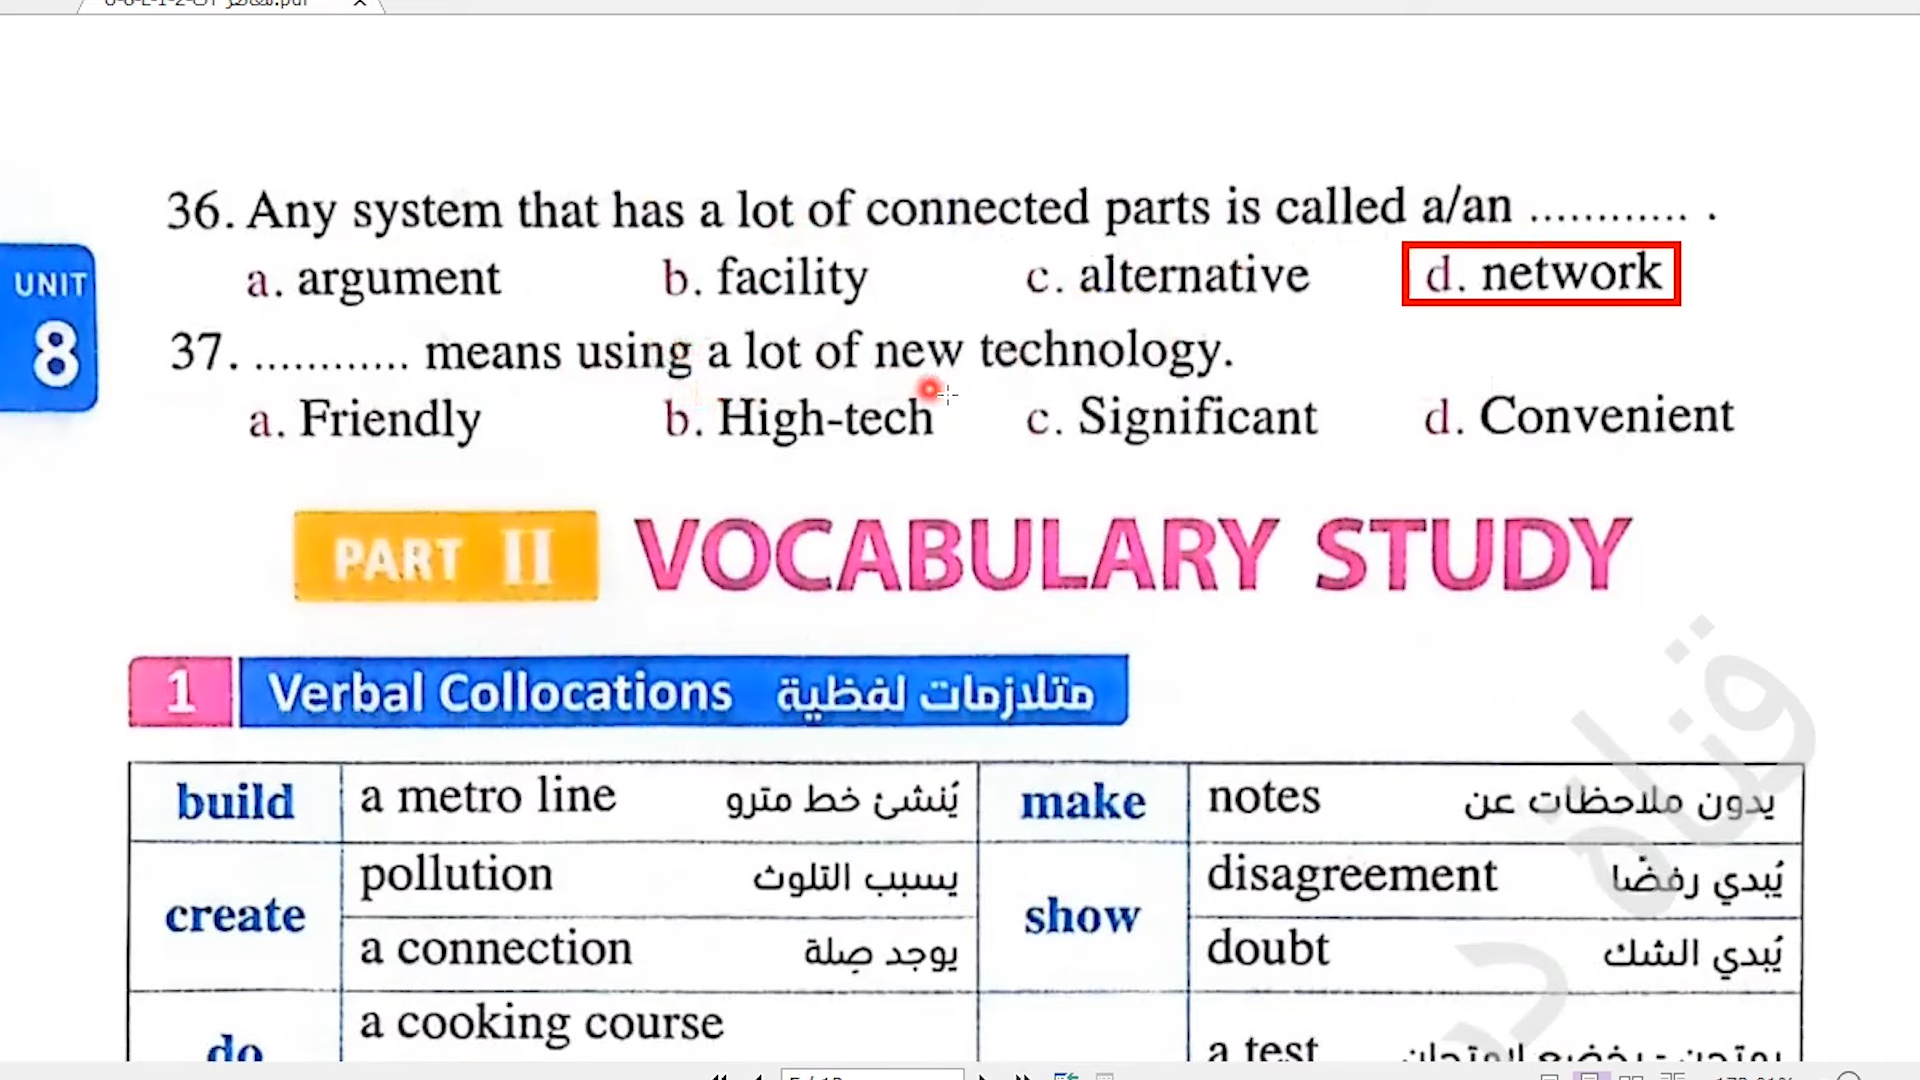 36. Any system that has a lot of connected parts is called a/an ............ .
a. argument b. facility c. alternative d. network
UNIT
8
37. ............ means using a lot of new technology.
a. Friendly b. High-tech c. Significant d. Convenient
PART II VOCABULARY STUDY
1 Verbal Collocations متلازمات لفظية
build a metro line يُنشئ خط مترو make notes يدون ملاحظات عن
create pollution يسبب التلوث show disagreement يُبدي رفضًا
a connection يوجد صِلة doubt يُبدي الشك
do a cooking course a test
قناة